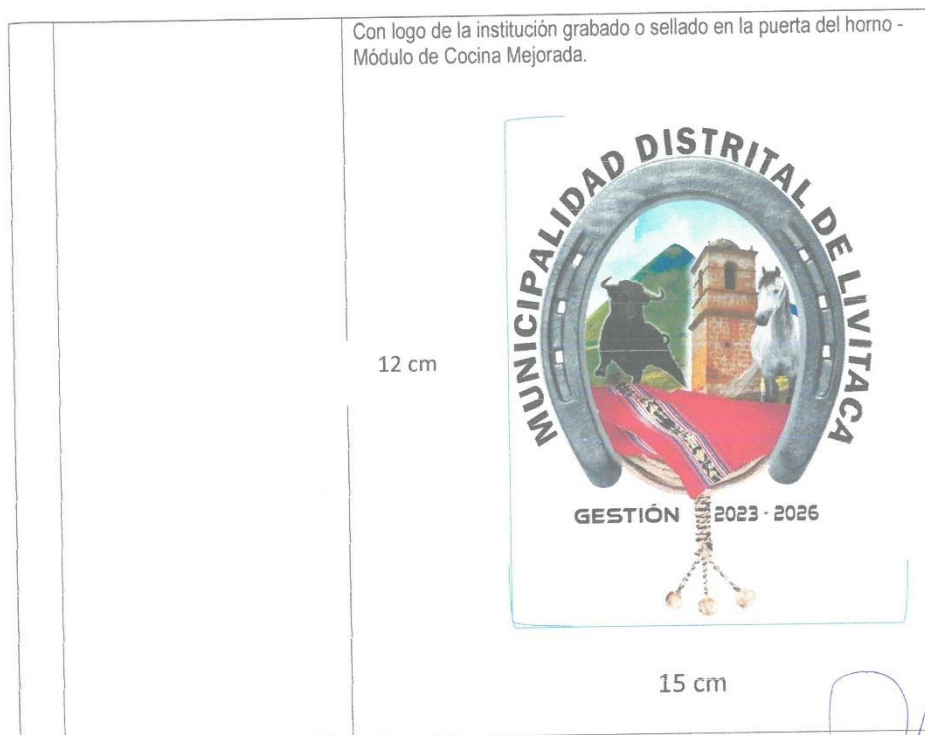 Con logo de la institución grabado o sellado en la puerta del horno -
Módulo de Cocina Mejorada.
MUNICIPALIDAD DISTRITAL DE LIVITACA
12 cm
GESTIÓN 2023 - 2026
15 cm